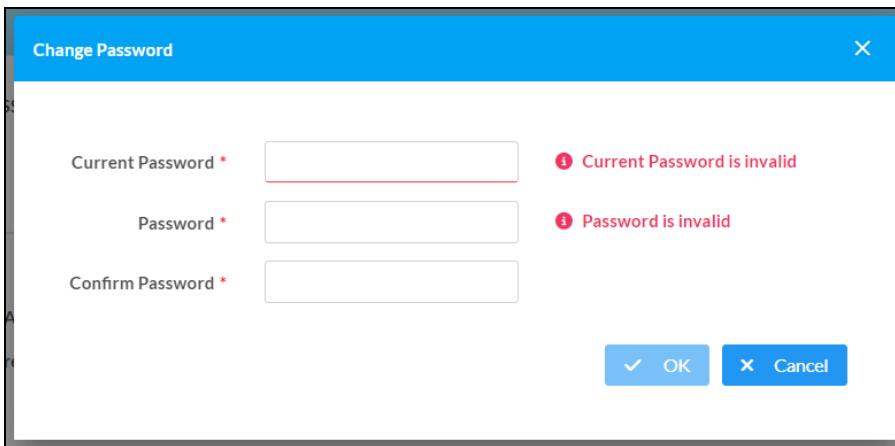 Change Password
Current Password *
Current Password is invalid
Password *
Password is invalid
Confirm Password *
OK
Cancel